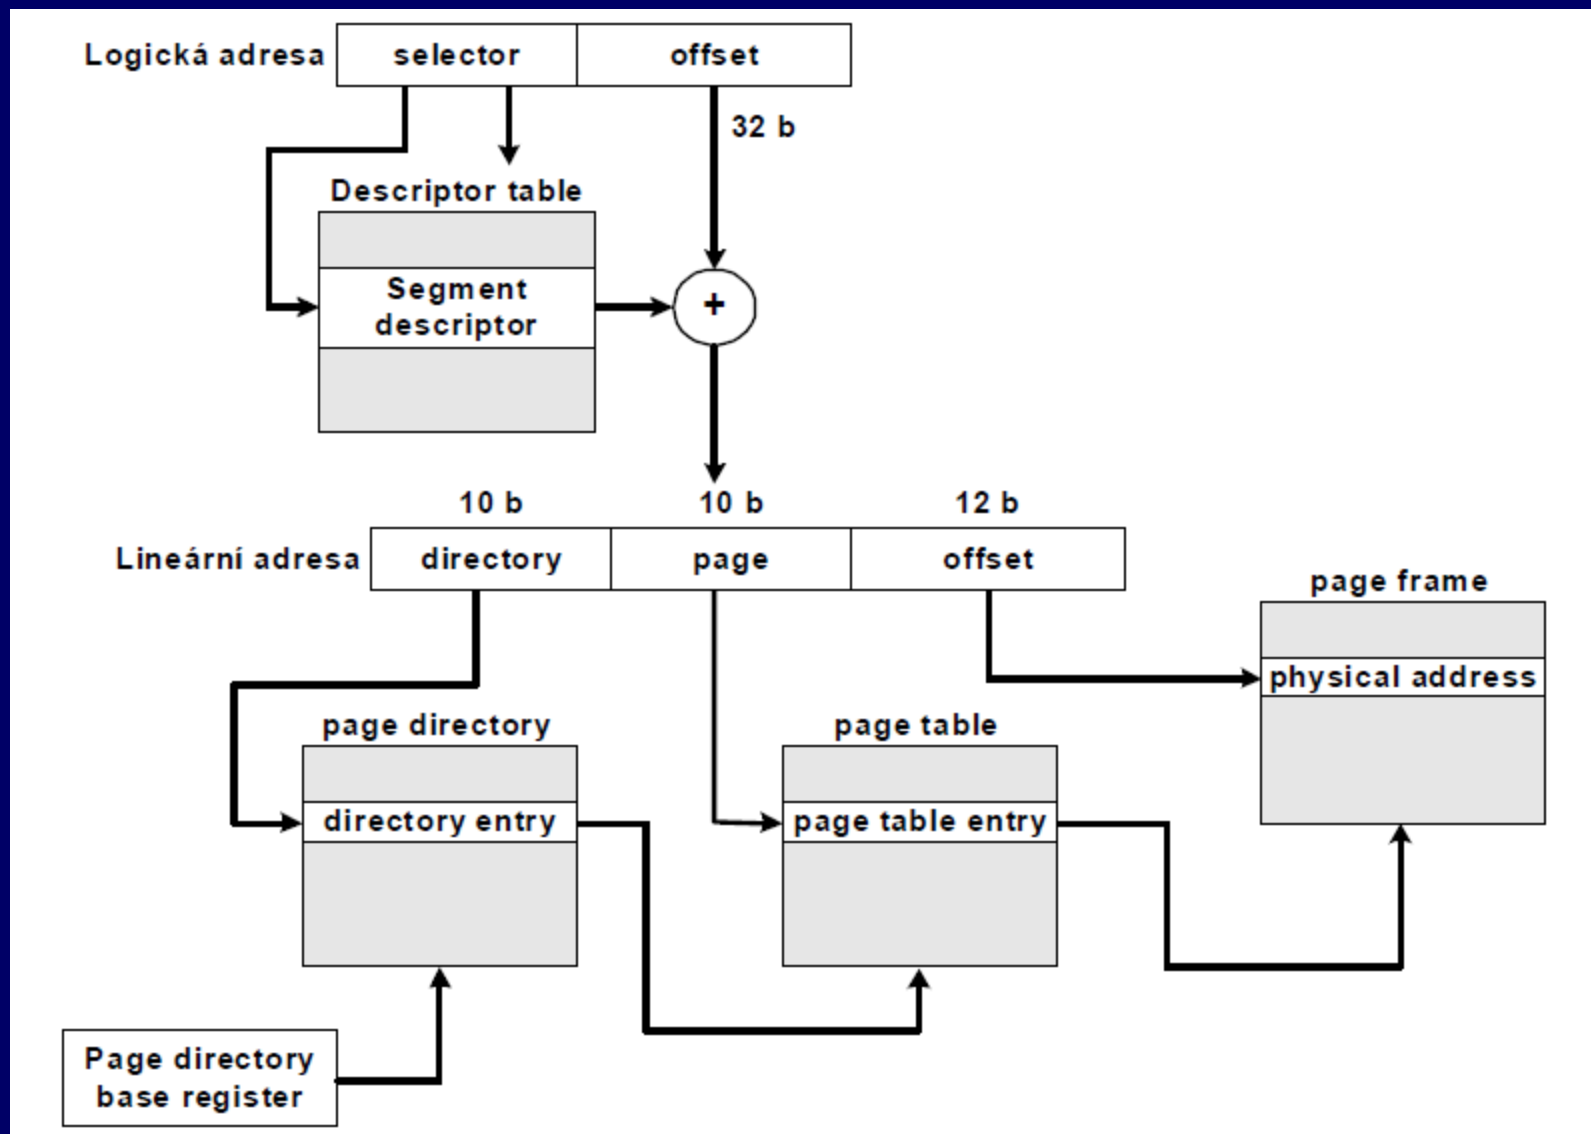 Logická adresa
selector
offset
32 b
Descriptor table
Segment
descriptor
+
10 b
10 b
12 b
Lineární adresa
directory
page
offset
page frame
physical address
page directory
page table
directory entry
page table entry
Page directory
base register